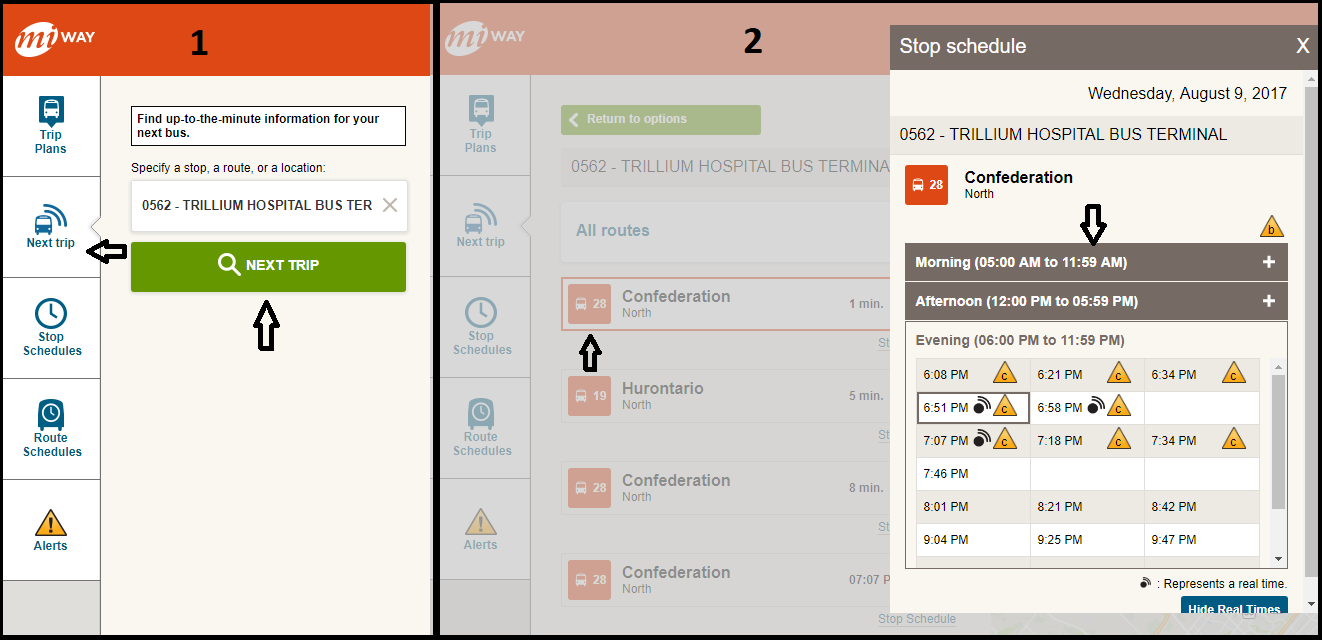 mi WAY
1
Trip
Plans
Next trip
Stop
Schedules
Route
Schedules
Alerts
Find up-to-the-minute information for your
next bus.
Specify a stop, a route, or a location:
0562 - TRILLIUM HOSPITAL BUS TER
NEXT TRIP
mi WAY
2
Trip
Plans
Next trip
Stop
Schedules
Route
Schedules
Alerts
Return to options
0562 - TRILLIUM HOSPITAL BUS TERMINA
All routes
28 Confederation 1 min.
North
St
19 Hurontario 5 min.
North
St
28 Confederation 8 min.
North
St
28 Confederation 07:07 P
North
Stop Schedule
Stop schedule X
Wednesday, August 9, 2017
0562 - TRILLIUM HOSPITAL BUS TERMINAL
28 Confederation
North
b
Morning (05:00 AM to 11:59 AM) +
Afternoon (12:00 PM to 05:59 PM) +
Evening (06:00 PM to 11:59 PM)
6:08 PM c 6:21 PM c 6:34 PM c
6:51 PM c 6:58 PM c
7:07 PM c 7:18 PM c 7:34 PM c
7:46 PM
8:01 PM 8:21 PM 8:42 PM
9:04 PM 9:25 PM 9:47 PM
: Represents a real time.
Hide Real Times